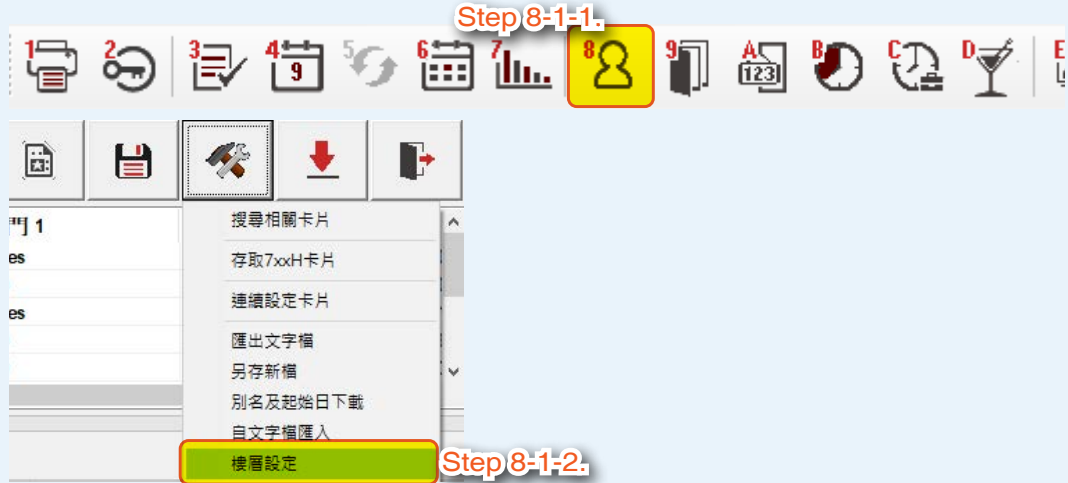 Step 8-1-1.
1 2 3 4 5 6 7 8 9 A B C D E
9 123
門 1
es
es
搜尋相關卡片
存取7xxH卡片
連續設定卡片
匯出文字檔
另存新檔
別名及起始日下載
自文字檔匯入
樓層設定
Step 8-1-2.